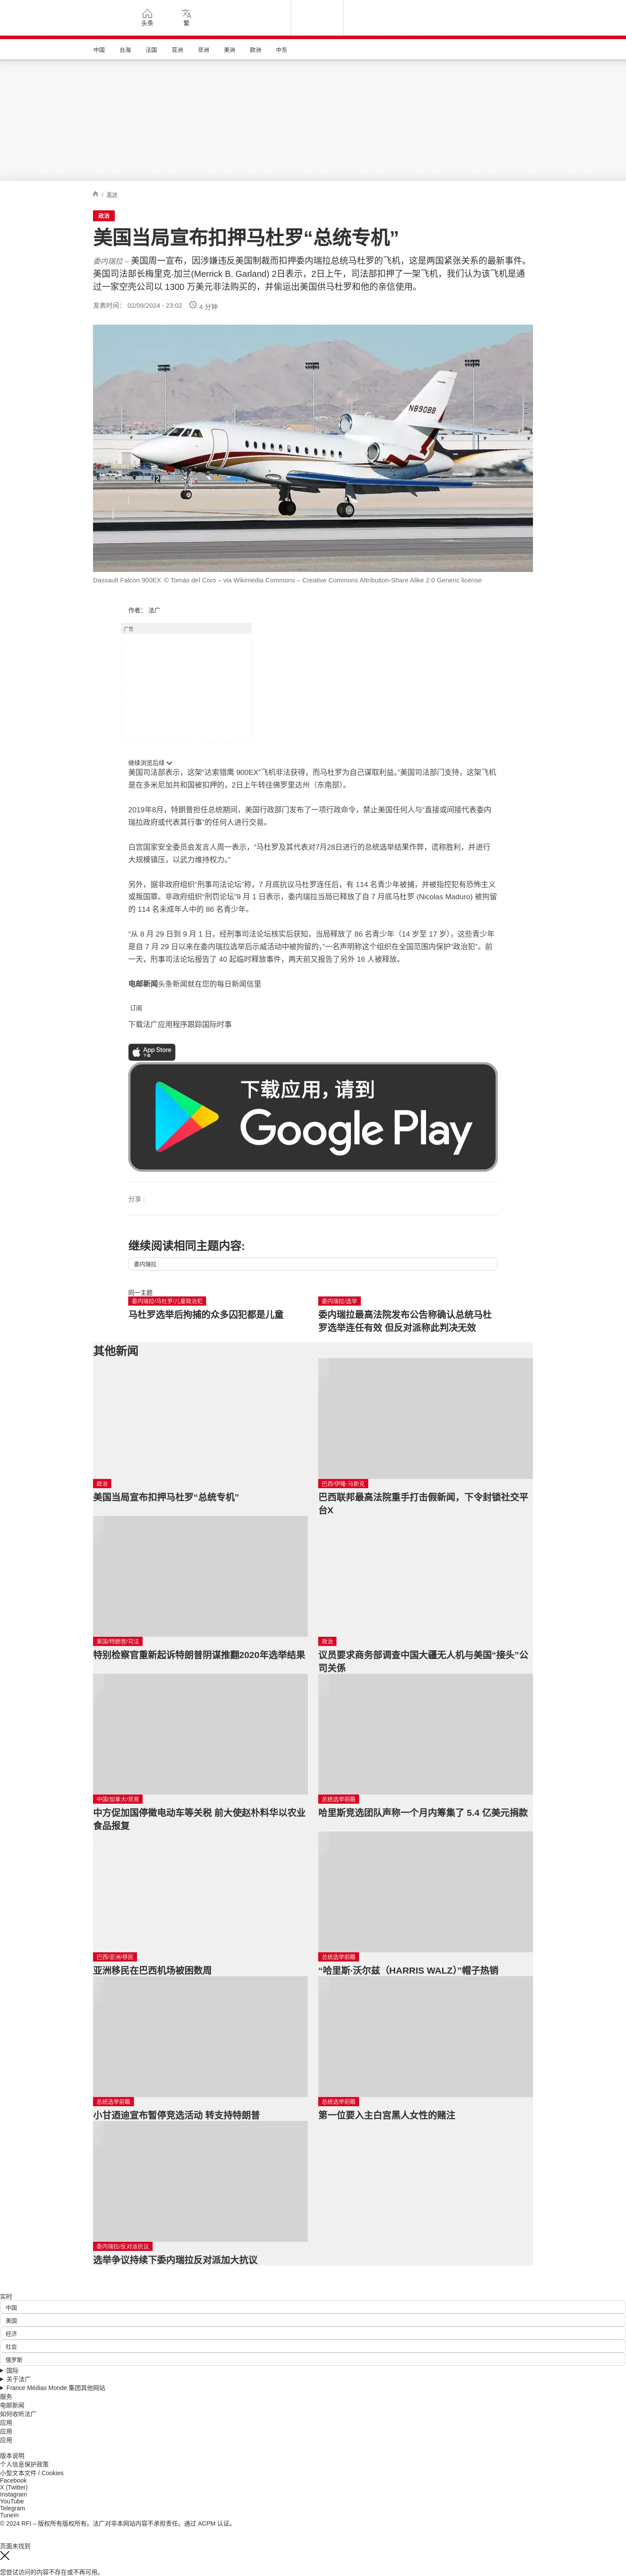 头条
繁
中国 台海 法国 亚洲 非洲 美洲 欧洲 中东
/ 美洲
政治
美国当局宣布扣押马杜罗“总统专机”
委内瑞拉 – 美国周一宣布，因涉嫌违反美国制裁而扣押委内瑞拉总统马杜罗的飞机，这是两国紧张关系的最新事件。
美国司法部长梅里克·加兰(Merrick B. Garland) 2日表示，2日上午，司法部扣押了一架飞机，我们认为该飞机是通
过一家空壳公司以 1300 万美元非法购买的，并偷运出美国供马杜罗和他的亲信使用。
发表时间： 02/09/2024 - 23:02 4 分钟
N890BB
Dassault Falcon 900EX © Tomás del Coro – via Wikimedia Commons – Creative Commons Attribution-Share Alike 2.0 Generic license
作者： 法广
广告
继续浏览后续
美国司法部表示，这架“达索猎鹰 900EX”飞机非法获得，而马杜罗为自己谋取利益。”美国司法部门支持，这架飞机
是在多米尼加共和国被扣押的，2日上午转往佛罗里达州（东南部）。
2019年8月，特朗普担任总统期间，美国行政部门发布了一项行政命令，禁止美国任何人与“直接或间接代表委内
瑞拉政府或代表其行事”的任何人进行交易。
白宫国家安全委员会发言人周一表示，“马杜罗及其代表对7月28日进行的总统选举结果作弊，谎称胜利，并进行
大规模镇压，以武力维持权力。”
另外，据非政府组织“刑事司法论坛”称，7 月底抗议马杜罗连任后，有 114 名青少年被捕，并被指控犯有恐怖主义
或叛国罪。非政府组织“刑罚论坛”9 月 1 日表示，委内瑞拉当局已释放了自 7 月底马杜罗 (Nicolas Maduro) 被拘留
的 114 名未成年人中的 86 名青少年。
“从 8 月 29 日到 9 月 1 日，经刑事司法论坛核实后获知，当局释放了 86 名青少年（14 岁至 17 岁），这些青少年
是自 7 月 29 日以来在委内瑞拉选举后示威活动中被拘留的，”一名声明称这个组织在全国范围内保护“政治犯”。前
一天，刑事司法论坛报告了 40 起临时释放事件，两天前又报告了另外 16 人被释放。
电邮新闻头条新闻就在您的每日新闻信里
订阅
下载法广应用程序跟踪国际时事
App Store
下载
下载应用，请到
Google Play
分享 :
继续阅读相同主题内容:
委内瑞拉
同一主题
委内瑞拉/马杜罗/儿童政治犯
马杜罗选举后拘捕的众多囚犯都是儿童
委内瑞拉/选举
委内瑞拉最高法院发布公告称确认总统马杜
罗选举连任有效 但反对派称此判决无效
其他新闻
政治
美国当局宣布扣押马杜罗“总统专机”
巴西/伊隆·马斯克
巴西联邦最高法院重手打击假新闻，下令封锁社交平
台X
美国/特朗普/司法
特别检察官重新起诉特朗普阴谋推翻2020年选举结果
政治
议员要求商务部调查中国大疆无人机与美国“接头”公
司关係
中国/加拿大/贸易
中方促加国停徵电动车等关税 前大使赵朴料华以农业
食品报复
总统选举前瞻
哈里斯竞选团队声称一个月内筹集了 5.4 亿美元捐款
巴西/亚洲/移民
亚洲移民在巴西机场被困数周
总统选举前瞻
“哈里斯·沃尔兹（HARRIS WALZ）”帽子热销
总统选举前瞻
小甘迺迪宣布暂停竞选活动 转支持特朗普
总统选举前瞻
第一位要入主白宫黑人女性的赌注
委内瑞拉/反对派抗议
选举争议持续下委内瑞拉反对派加大抗议
实时
中国
美国
经济
社会
俄罗斯
国际
关于法广
France Médias Monde 集团其他网站
服务
电邮新闻
如何收听法广
应用
应用
应用
版本说明
个人信息保护政策
小型文本文件 / Cookies
Facebook
X (Twitter)
Instagram
YouTube
Telegram
TuneIn
© 2024 RFI – 版权所有版权所有。法广对非本网站内容不承担责任。通过 ACPM 认证。
页面未找到
您尝试访问的内容不存在或不再可用。